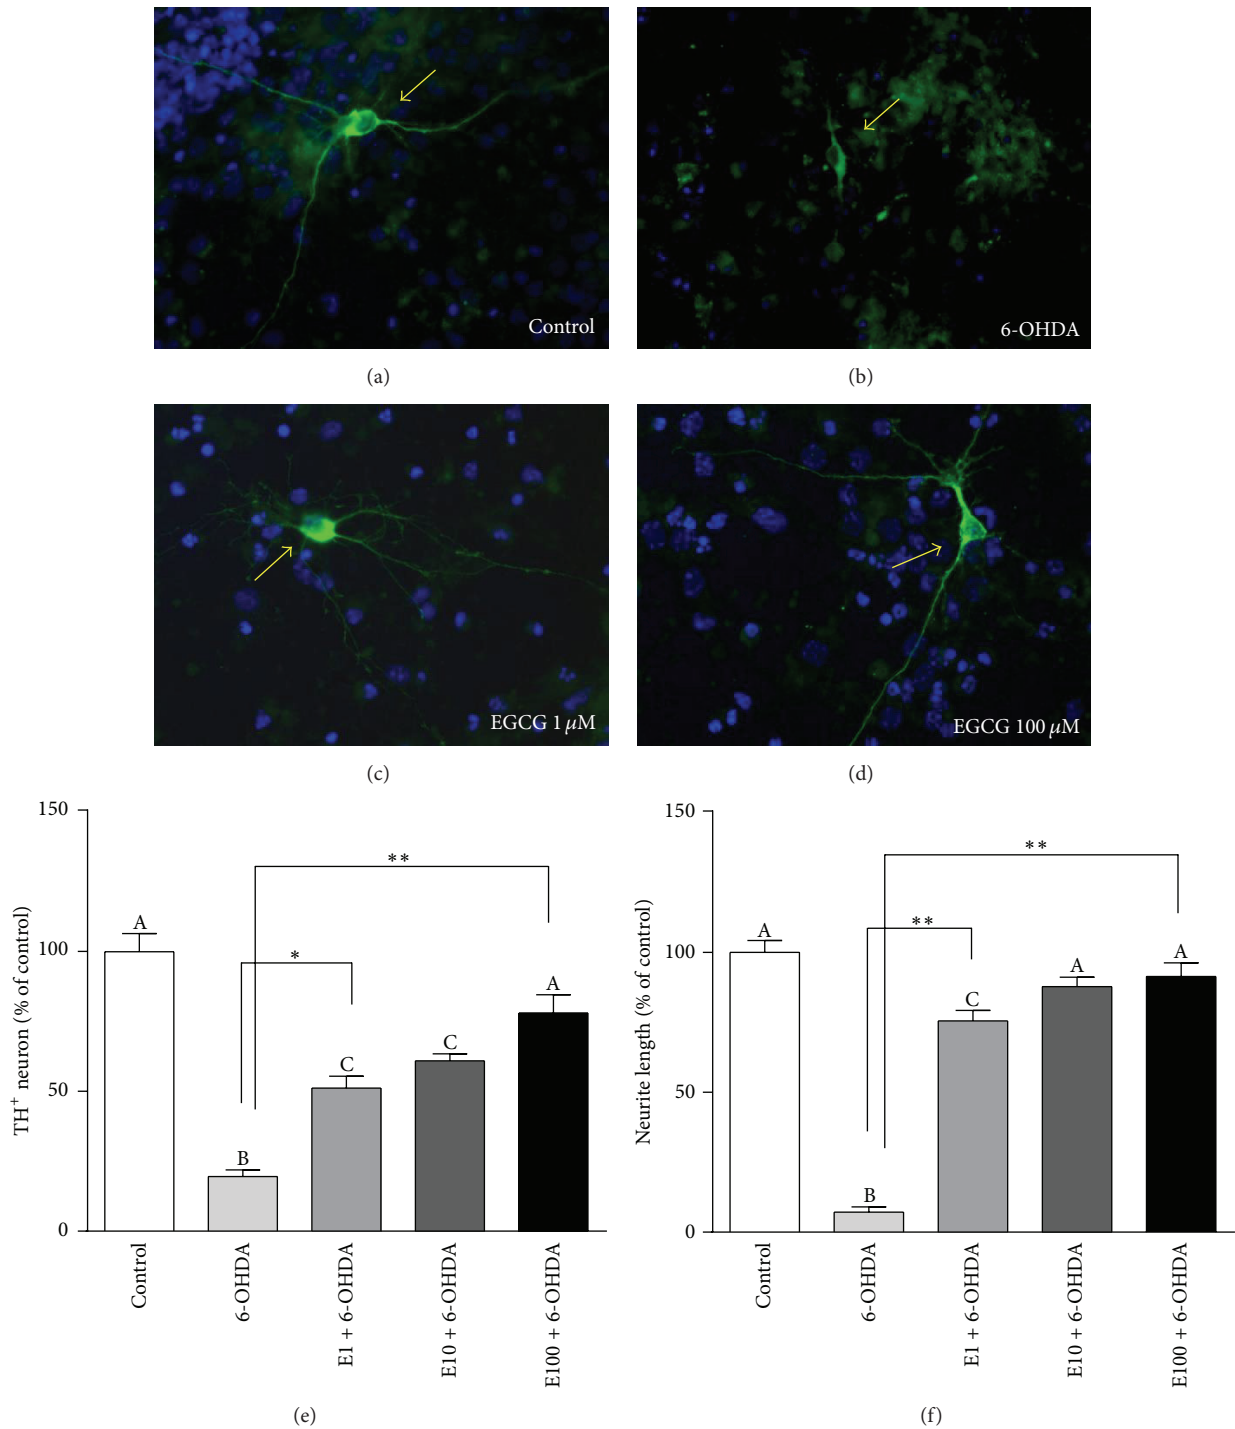 Control
6-OHDA
(a)
(b)
EGCG 1 µM
EGCG 100 µM
(c)
(d)
TH+ neuron (% of control)
150
100
50
0
A
B
C
C
A
*
**
Control
6-OHDA
E1 + 6-OHDA
E10 + 6-OHDA
E100 + 6-OHDA
(e)
Neurite length (% of control)
150
100
50
0
A
B
C
A
A
**
**
Control
6-OHDA
E1 + 6-OHDA
E10 + 6-OHDA
E100 + 6-OHDA
(f)